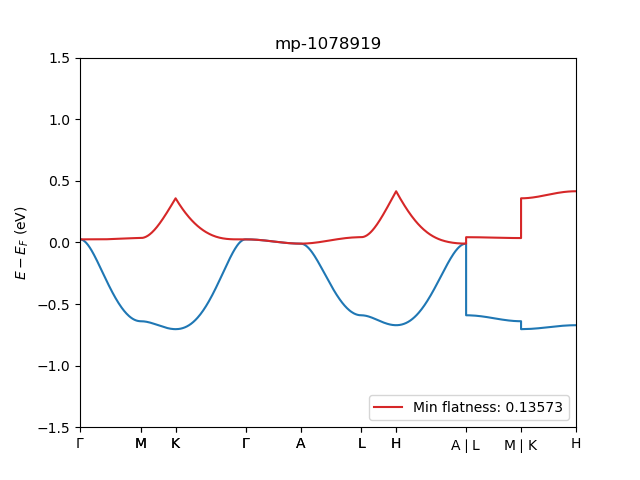 mp-1078919
E − E_F (eV)
1.5
1.0
0.5
0.0
−0.5
−1.0
−1.5
Min flatness: 0.13573
Γ M K Γ A L H A | L M | K H